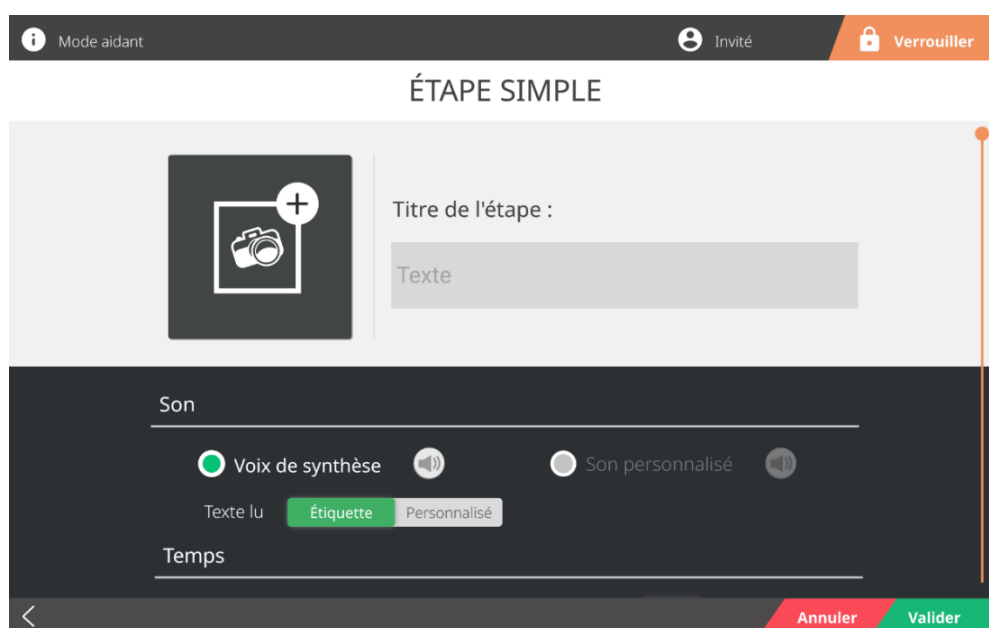 Mode aidant
Invité
Verrouiller
ÉTAPE SIMPLE
Titre de l'étape :
Texte
Son
Voix de synthèse
Son personnalisé
Texte lu
Étiquette
Personnalisé
Temps
Annuler
Valider